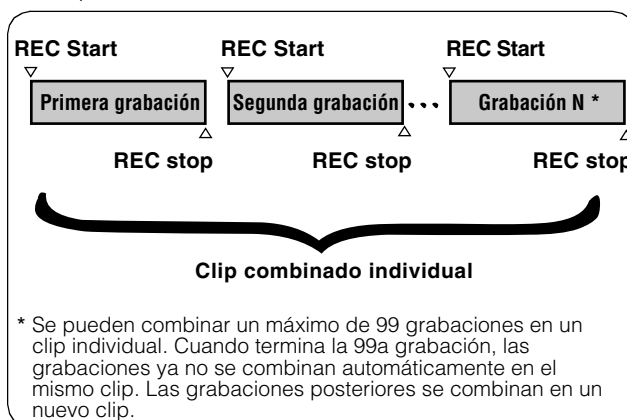 REC Start REC Start REC Start
Primera grabación Segunda grabación ... Grabación N *
REC stop REC stop REC stop
Clip combinado individual
* Se pueden combinar un máximo de 99 grabaciones en un
clip individual. Cuando termina la 99a grabación, las
grabaciones ya no se combinan automáticamente en el
mismo clip. Las grabaciones posteriores se combinan en un
nuevo clip.